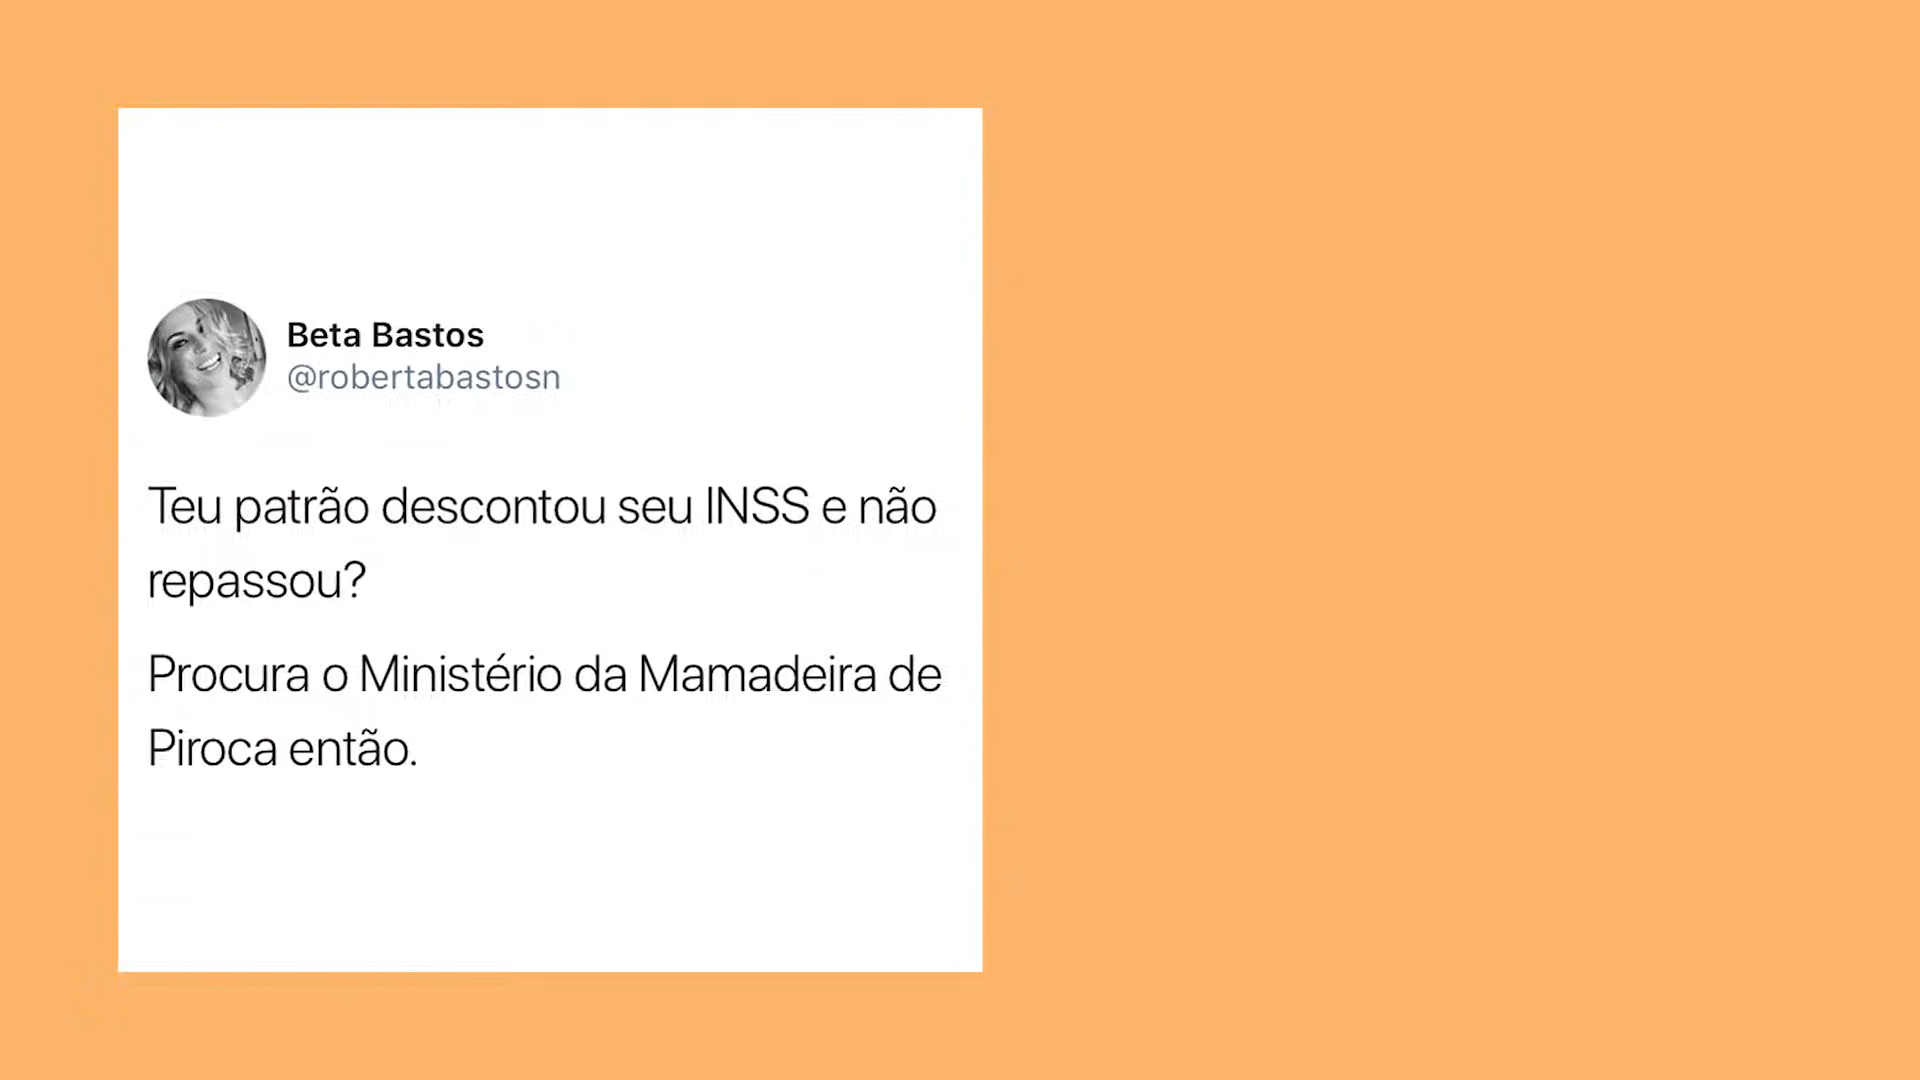 Beta Bastos
@robertabastosn
Teu patrão descontou seu INSS e não
repassou?
Procura o Ministério da Mamadeira de
Piroca então.